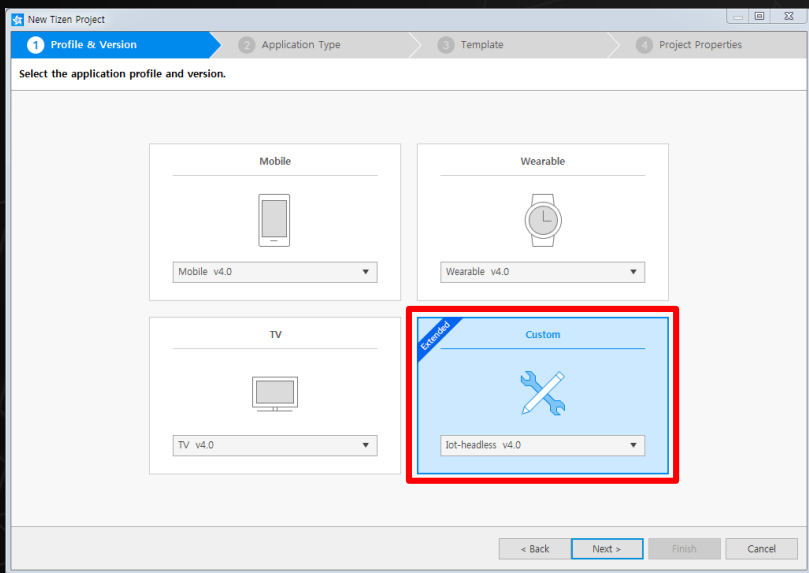 New Tizen Project
1 Profile & Version
2 Application Type
3 Template
4 Project Properties
Select the application profile and version.
Mobile
Mobile v4.0
Wearable
Wearable v4.0
TV
TV v4.0
Extended
Custom
Iot-headless v4.0
< Back
Next >
Finish
Cancel